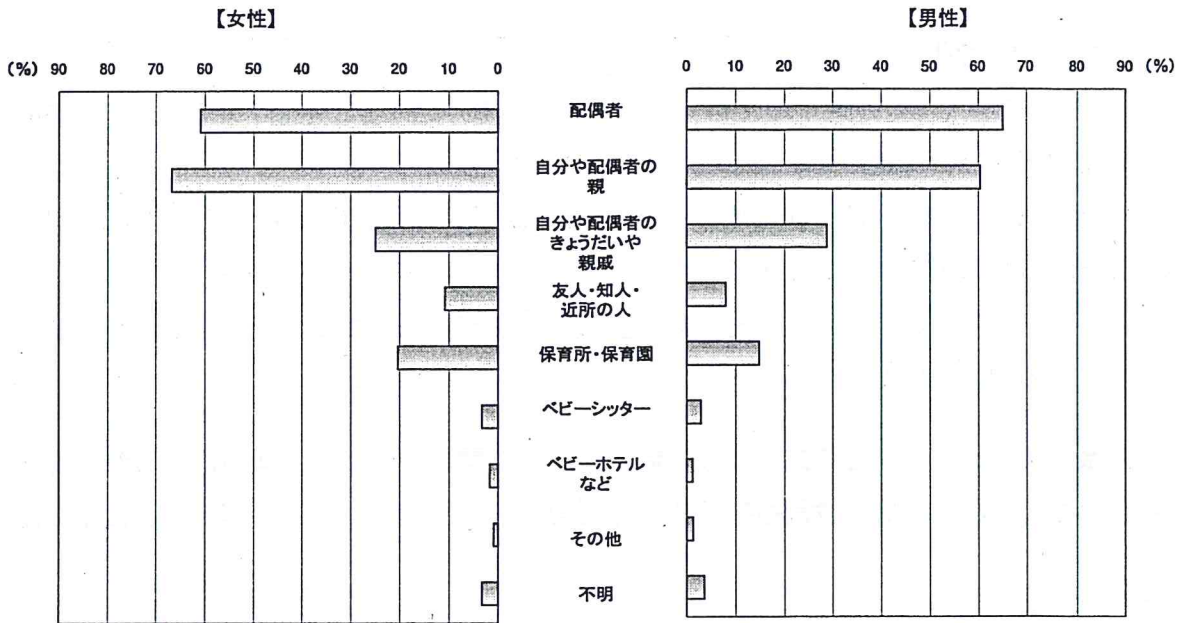 【女性】
【男性】
(%) 90 80 70 60 50 40 30 20 10 0
0 10 20 30 40 50 60 70 80 90 (%)
配偶者
自分や配偶者の
親
自分や配偶者の
きょうだいや
親戚
友人・知人・
近所の人
保育所・保育園
ベビーシッター
ベビーホテル
など
その他
不明